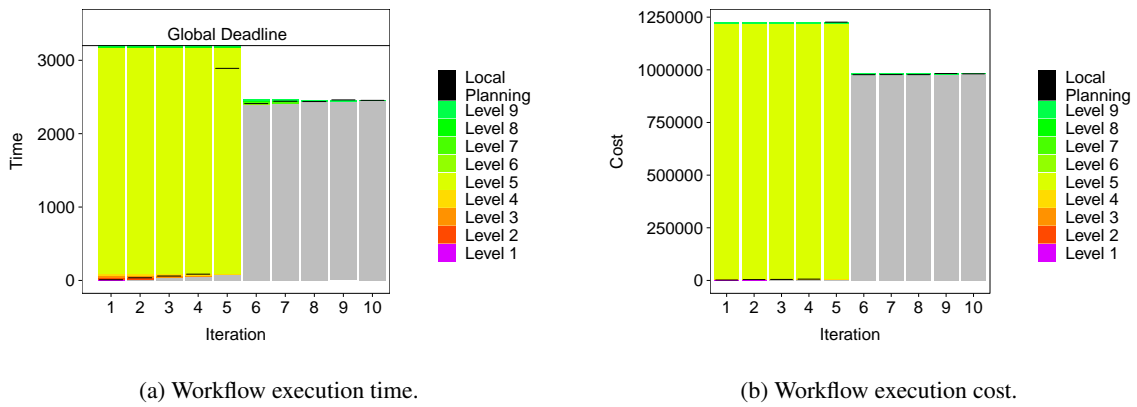 Global Deadline
3000
2000
1000
0
Time
1 2 3 4 5 6 7 8 9 10
Iteration
Local
Planning
Level 9
Level 8
Level 7
Level 6
Level 5
Level 4
Level 3
Level 2
Level 1
(a) Workflow execution time.
1250000
1000000
750000
500000
250000
0
Cost
1 2 3 4 5 6 7 8 9 10
Iteration
Local
Planning
Level 9
Level 8
Level 7
Level 6
Level 5
Level 4
Level 3
Level 2
Level 1
(b) Workflow execution cost.